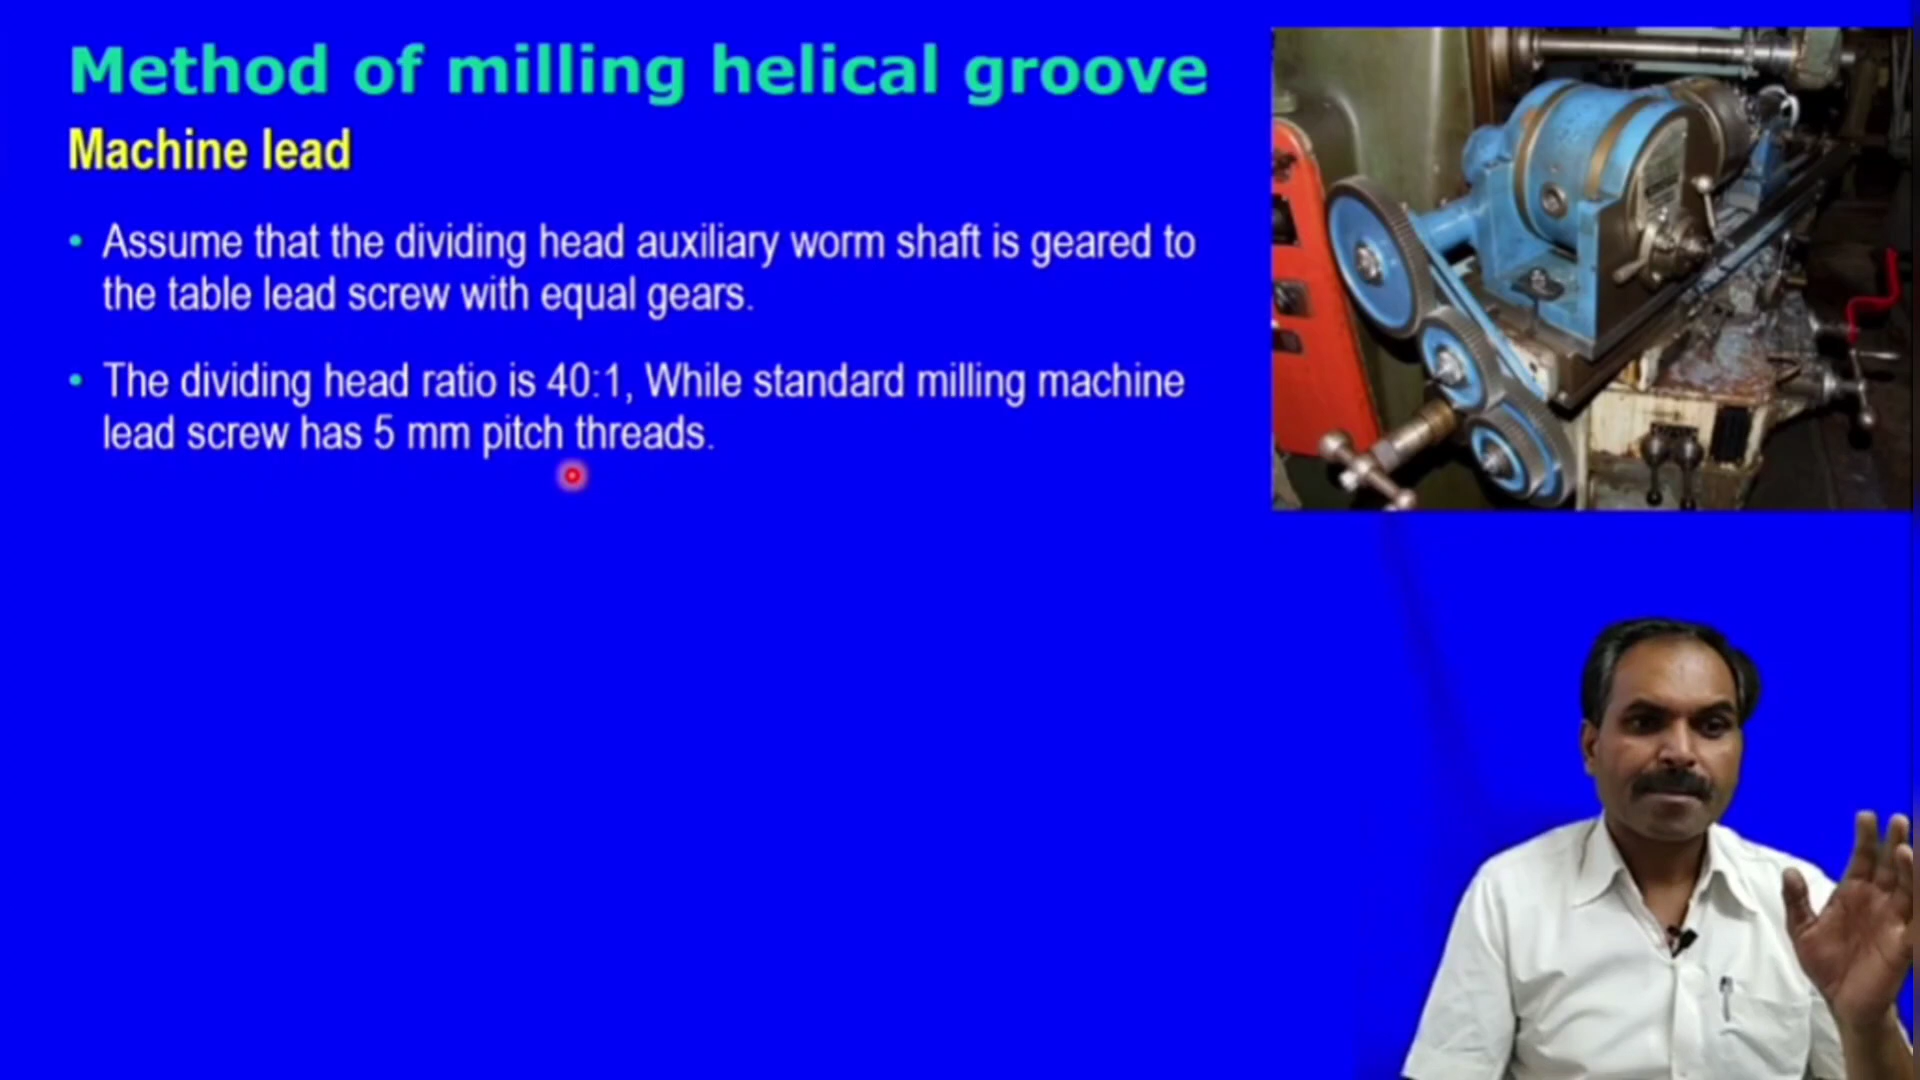 Method of milling helical groove
Machine lead
• Assume that the dividing head auxiliary worm shaft is geared to
the table lead screw with equal gears.
• The dividing head ratio is 40:1, While standard milling machine
lead screw has 5 mm pitch threads.